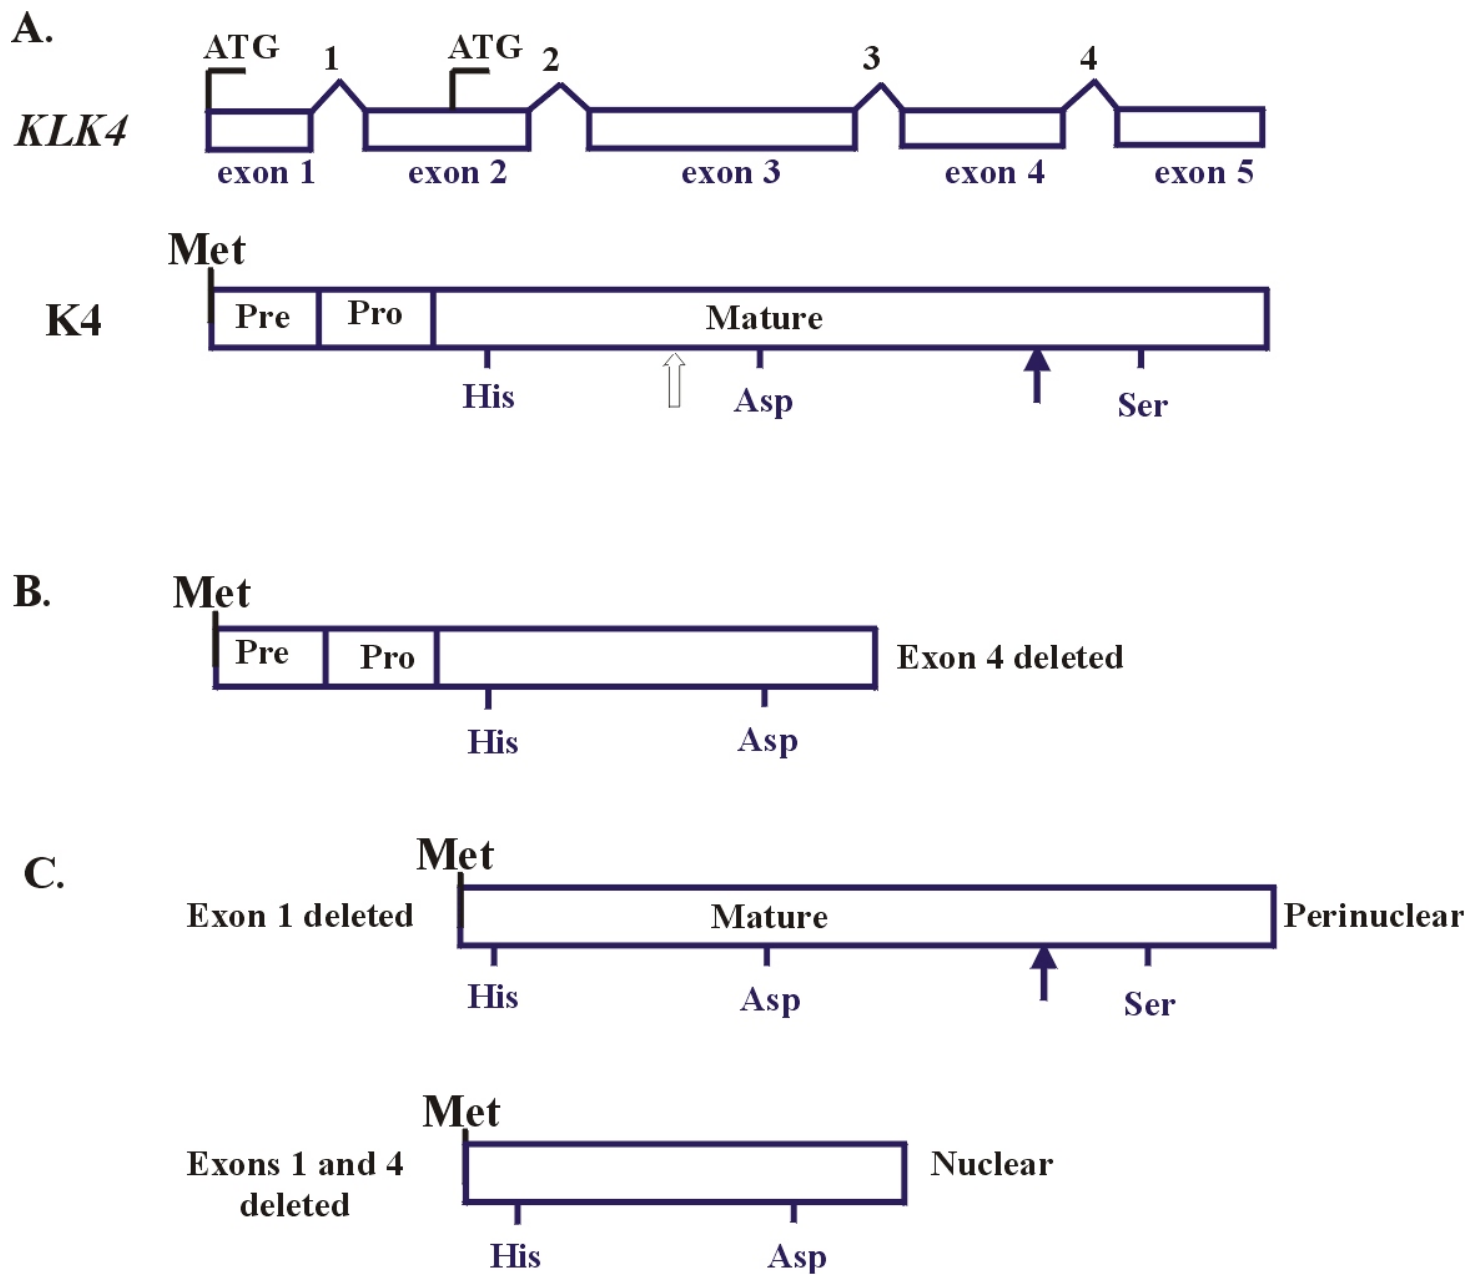 A.
ATG 1 ATG 2 3 4
KLK4
exon 1 exon 2 exon 3 exon 4 exon 5
Met
K4 Pre Pro Mature
His Asp Ser
B. Met
Pre Pro Exon 4 deleted
His Asp
C. Met
Exon 1 deleted Mature Perinuclear
His Asp Ser
Met
Exons 1 and 4 Nuclear
deleted
His Asp